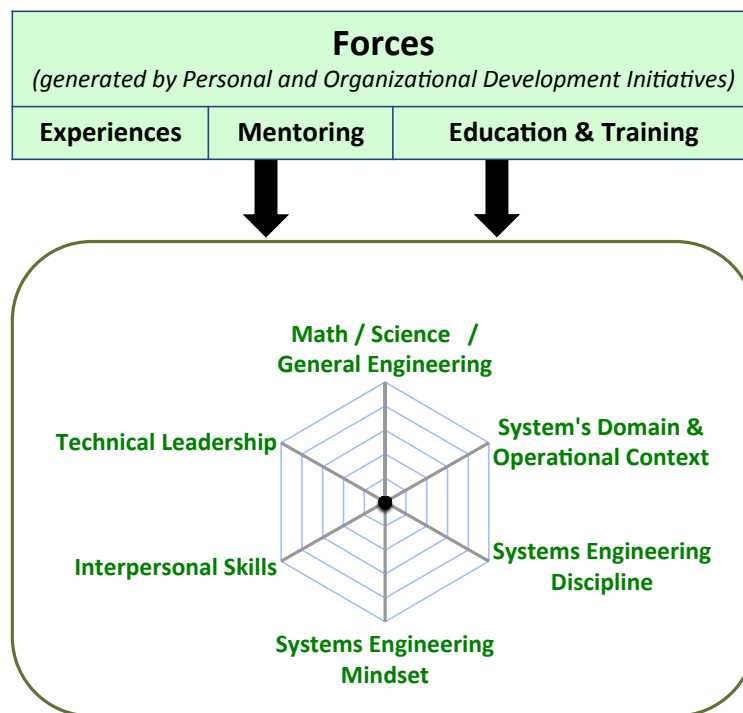 Forces
(generated by Personal and Organizational Development Initiatives)
Experiences
Mentoring
Education & Training
Math / Science /
General Engineering
Technical Leadership
System's Domain &
Operational Context
Interpersonal Skills
Systems Engineering
Discipline
Systems Engineering
Mindset